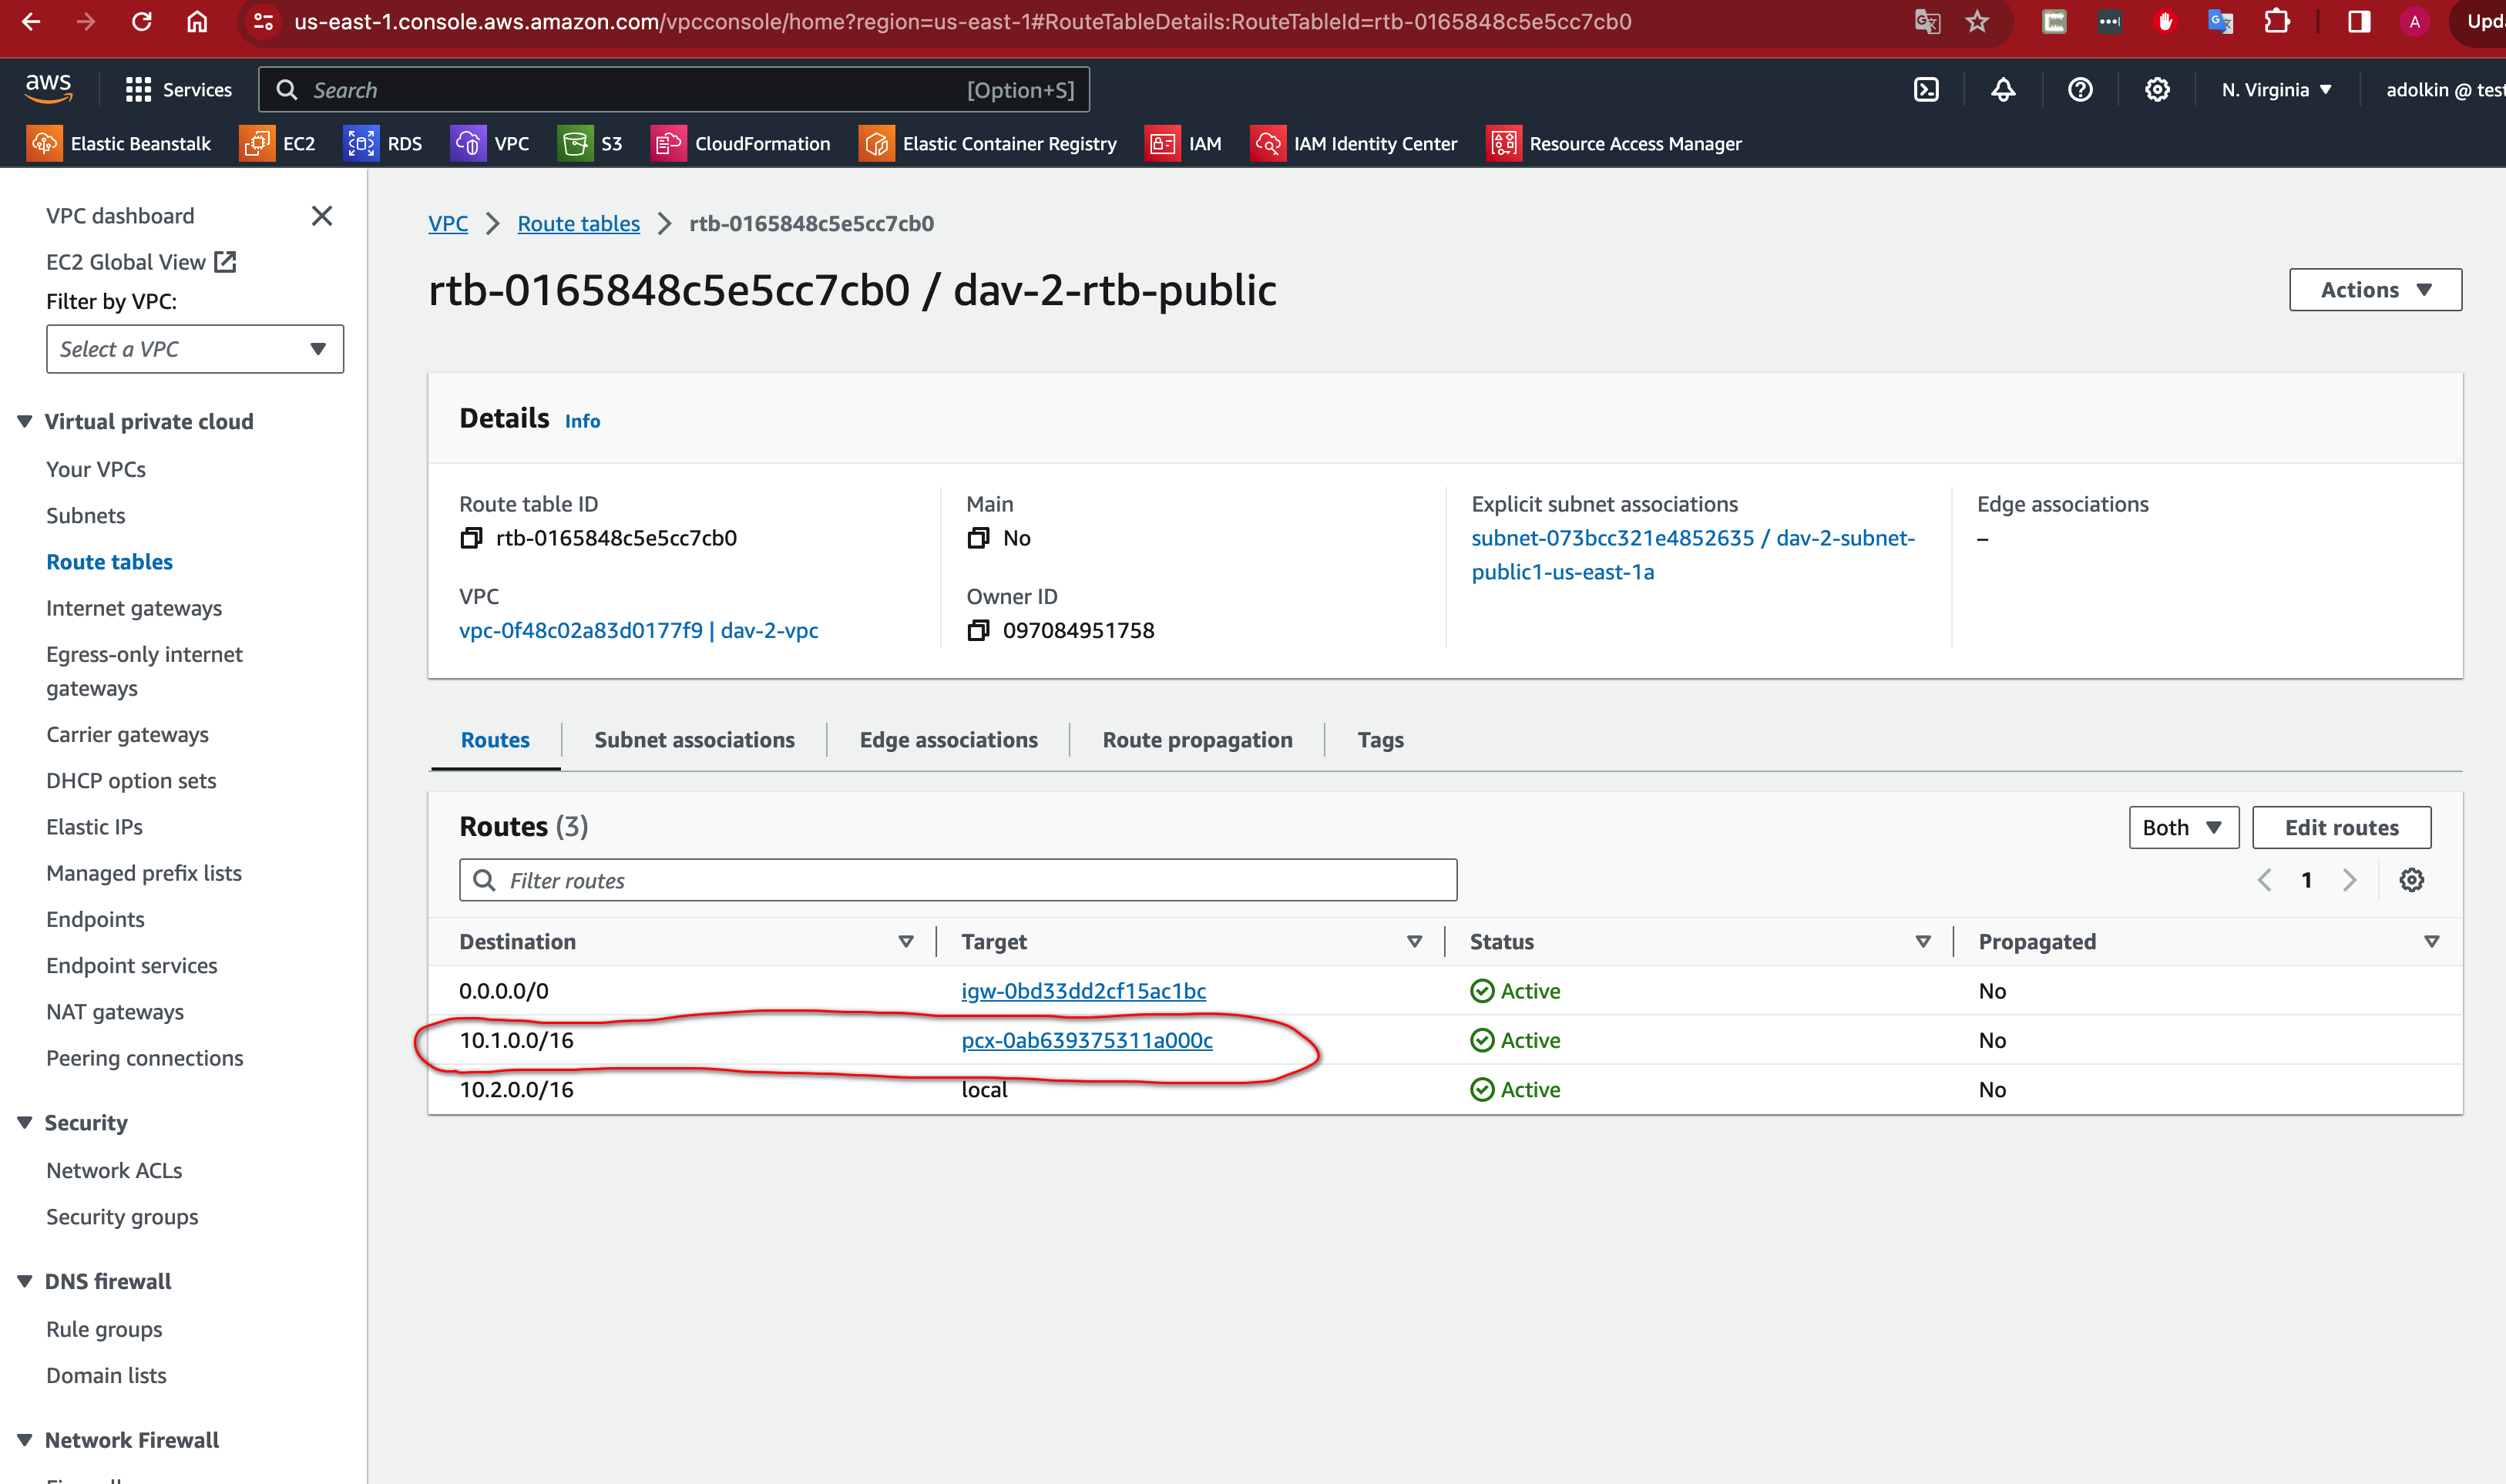 us-east-1.console.aws.amazon.com/vpcconsole/home?region=us-east-1#RouteTableDetails:RouteTableId=rtb-0165848c5e5cc7cb0
A
aws
Services
Search
[Option+S]
N. Virginia
adolkin @ test
Elastic Beanstalk
EC2
RDS
VPC
S3
CloudFormation
Elastic Container Registry
IAM
IAM Identity Center
Resource Access Manager
VPC dashboard
EC2 Global View
Filter by VPC:
Select a VPC
Virtual private cloud
Your VPCs
Subnets
Route tables
Internet gateways
Egress-only internet
gateways
Carrier gateways
DHCP option sets
Elastic IPs
Managed prefix lists
Endpoints
Endpoint services
NAT gateways
Peering connections
Security
Network ACLs
Security groups
DNS firewall
Rule groups
Domain lists
Network Firewall
VPC
Route tables
rtb-0165848c5e5cc7cb0
rtb-0165848c5e5cc7cb0 / dav-2-rtb-public
Actions
Details Info
Route table ID
rtb-0165848c5e5cc7cb0
Main
No
Explicit subnet associations
subnet-073bcc321e4852635 / dav-2-subnet-
public1-us-east-1a
Edge associations
–
VPC
vpc-0f48c02a83d0177f9 | dav-2-vpc
Owner ID
097084951758
Routes
Subnet associations
Edge associations
Route propagation
Tags
Routes (3)
Both
Edit routes
Filter routes
1
Destination Target Status Propagated
0.0.0.0/0 igw-0bd33dd2cf15ac1bc Active No
10.1.0.0/16 pcx-0ab639375311a000c Active No
10.2.0.0/16 local Active No